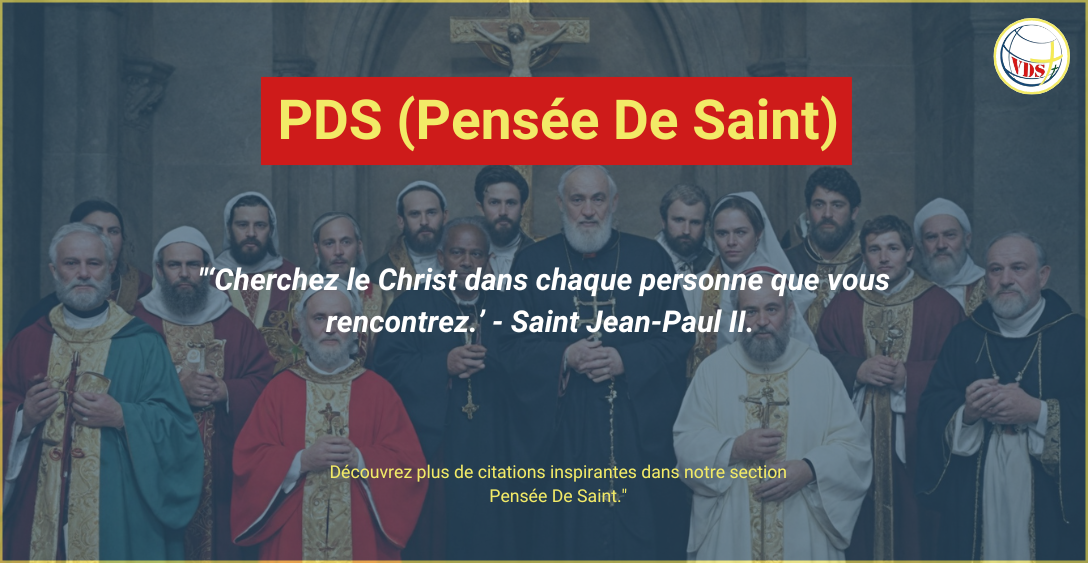 VDS
PDS (Pensée De Saint)
"‘Cherchez le Christ dans chaque personne que vous
rencontrez.’ - Saint Jean-Paul II.
Découvrez plus de citations inspirantes dans notre section
Pensée De Saint."